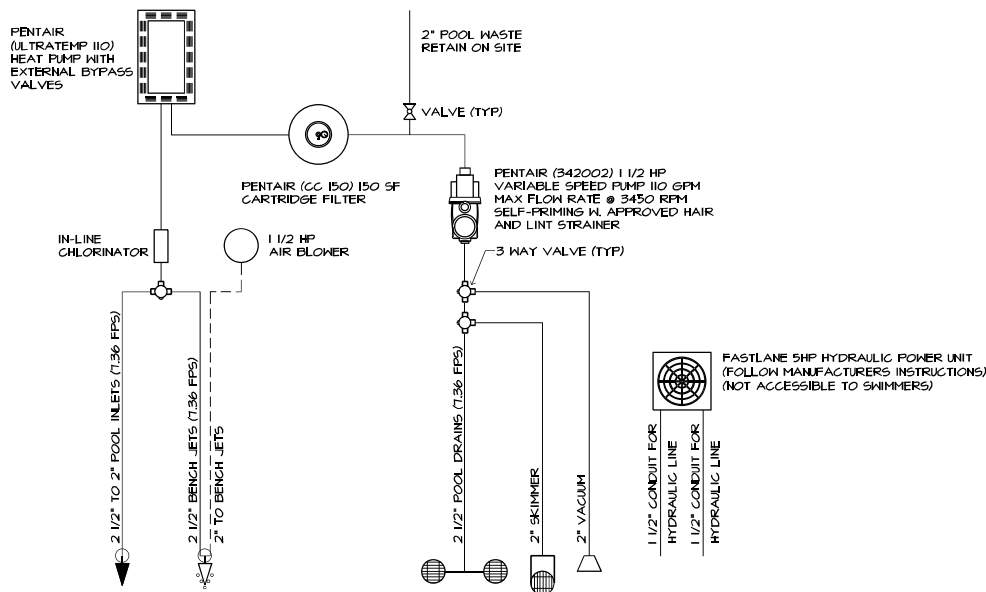 PENTAIR
(ULTRATEMP 110)
HEAT PUMP WITH
EXTERNAL BYPASS
VALVES
2" POOL WASTE
RETAIN ON SITE
VALVE (TYP)
PENTAIR (CC 150) 150 SF
CARTRIDGE FILTER
PENTAIR (342002) 1 1/2 HP
VARIABLE SPEED PUMP 110 GPM
MAX FLOW RATE @ 3450 RPM
SELF-PRIMING W. APPROVED HAIR
AND LINT STRAINER
IN-LINE
CHLORINATOR
1 1/2 HP
AIR BLOWER
3 WAY VALVE (TYP)
2 1/2" TO 2" POOL INLETS (7.36 FPS)
2 1/2" BENCH JETS (7.36 FPS)
2" TO BENCH JETS
2 1/2" POOL DRAINS (7.36 FPS)
2" SKIMMER
2" VACUUM
FASTLANE 5HP HYDRAULIC POWER UNIT
(FOLLOW MANUFACTURERS INSTRUCTIONS)
(NOT ACCESSIBLE TO SWIMMERS)
1 1/2" CONDUIT FOR
HYDRAULIC LINE
1 1/2" CONDUIT FOR
HYDRAULIC LINE